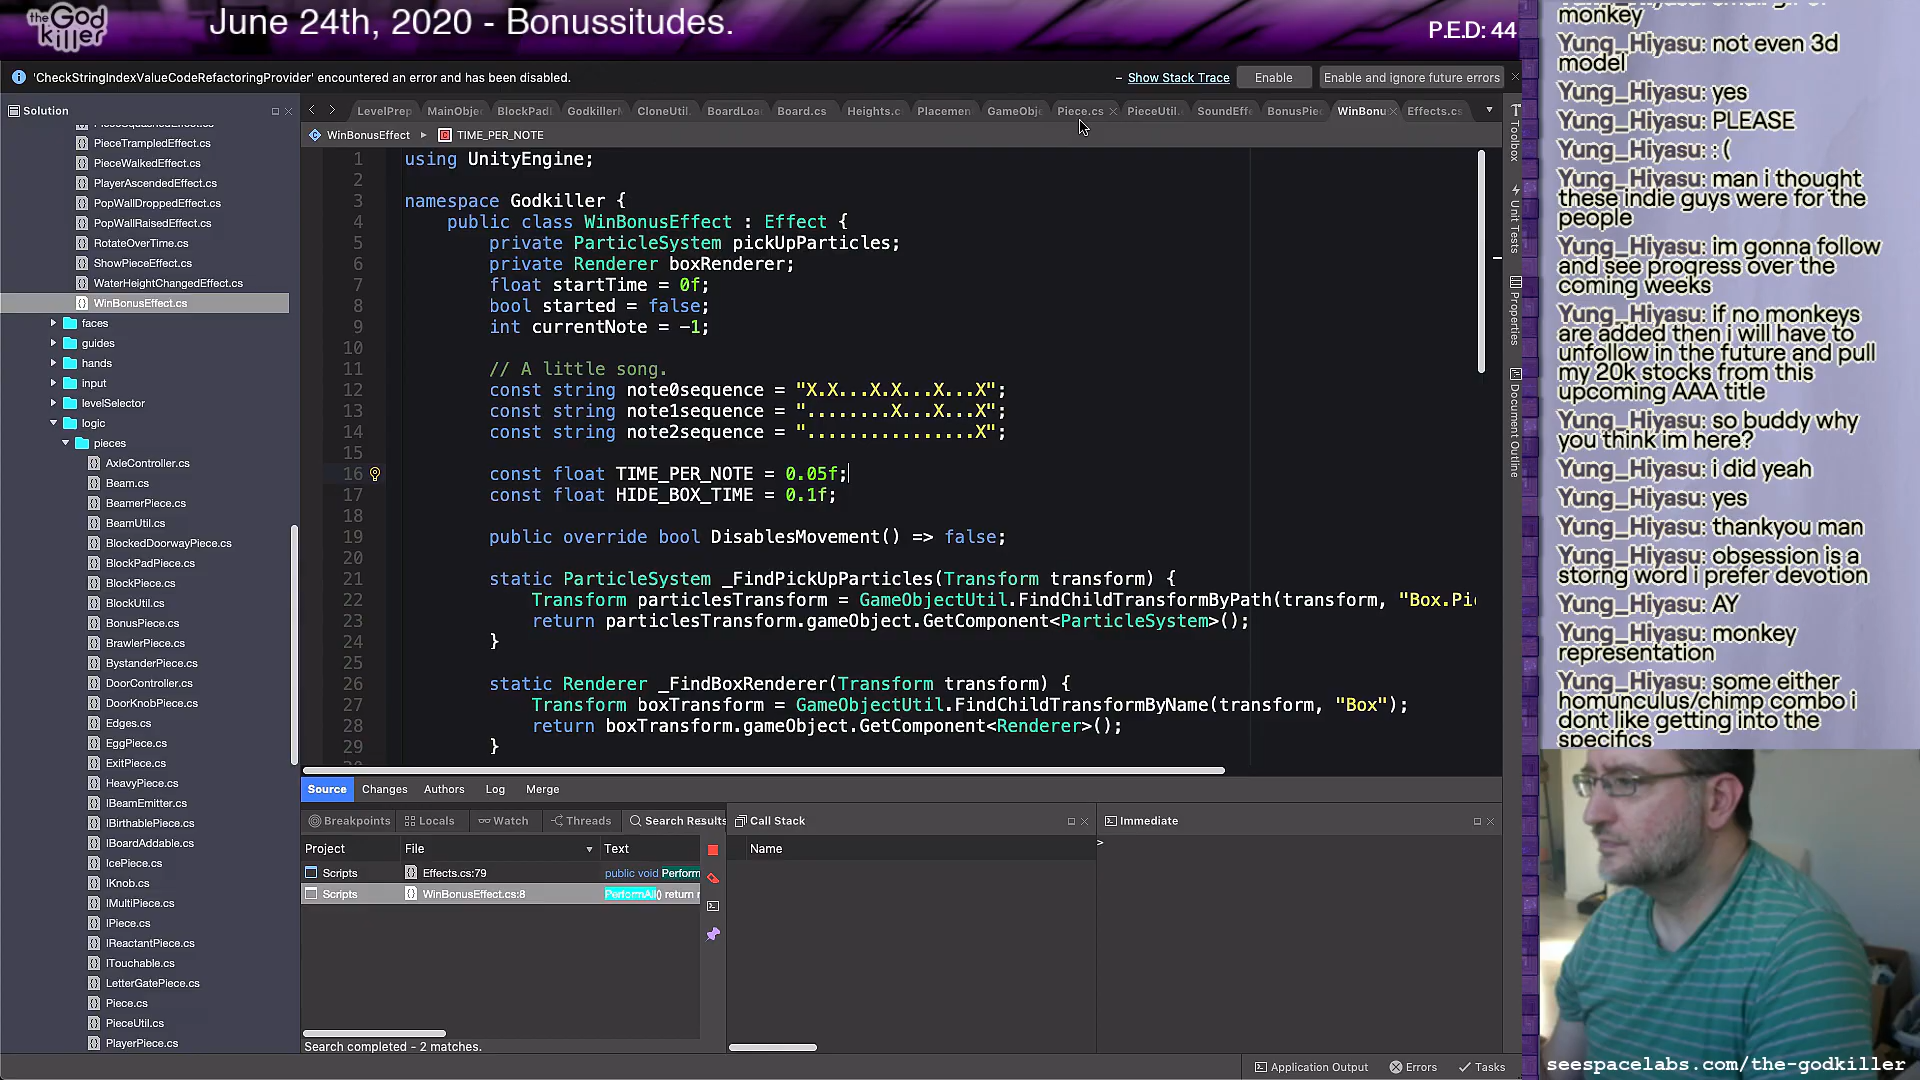 the God killer
June 24th, 2020 - Bonussitudes.
P.E.D: 44
'CheckStringIndexValueCodeRefactoringProvider' encountered an error and has been disabled.
Show Stack Trace
Enable
Enable and ignore future errors
Solution
LevelPrep
MainObje
BlockPad
Godkiller
CloneUtil
BoardLoa
Board.cs
Heights.c
Placemen
GameObj
Piece.cs
PieceUtil.
SoundEff
BonusPie
WinBonu
Effects.cs
WinBonusEffect
TIME_PER_NOTE
PieceTrampledEffect.cs
PieceWalkedEffect.cs
PlayerAscendedEffect.cs
PopWallDroppedEffect.cs
PopWallRaisedEffect.cs
RotateOverTime.cs
ShowPieceEffect.cs
WaterHeightChangedEffect.cs
WinBonusEffect.cs
faces
guides
hands
input
levelSelector
logic
pieces
AxleController.cs
Beam.cs
BeamerPiece.cs
BeamUtil.cs
BlockedDoorwayPiece.cs
BlockPadPiece.cs
BlockPiece.cs
BlockUtil.cs
BonusPiece.cs
BrawlerPiece.cs
BystanderPiece.cs
DoorController.cs
DoorKnobPiece.cs
Edges.cs
EggPiece.cs
ExitPiece.cs
HeavyPiece.cs
IBeamEmitter.cs
IBirthablePiece.cs
IBoardAddable.cs
IcePiece.cs
IKnob.cs
IMultiPiece.cs
IPiece.cs
IReactantPiece.cs
ITouchable.cs
LetterGatePiece.cs
Piece.cs
PieceUtil.cs
PlayerPiece.cs
1 using UnityEngine;
2
3 namespace Godkiller {
4 public class WinBonusEffect : Effect {
5 private ParticleSystem pickUpParticles;
6 private Renderer boxRenderer;
7 float startTime = 0f;
8 bool started = false;
9 int currentNote = -1;
10
11 // A little song.
12 const string note0sequence = "X.X...X.X...X...X";
13 const string note1sequence = "........X...X...X";
14 const string note2sequence = "................X";
15
16 const float TIME_PER_NOTE = 0.05f;
17 const float HIDE_BOX_TIME = 0.1f;
18
19 public override bool DisablesMovement() => false;
20
21 static ParticleSystem _FindPickUpParticles(Transform transform) {
22 Transform particlesTransform = GameObjectUtil.FindChildTransformByPath(transform, "Box.Pi
23 return particlesTransform.gameObject.GetComponent<ParticleSystem>();
24 }
25
26 static Renderer _FindBoxRenderer(Transform transform) {
27 Transform boxTransform = GameObjectUtil.FindChildTransformByName(transform, "Box");
28 return boxTransform.gameObject.GetComponent<Renderer>();
29 }
Toolbox
Unit Tests
Properties
Document Outline
Source
Changes
Authors
Log
Merge
Breakpoints
Locals
Watch
Threads
Search Results
Project
File
Text
Scripts
Effects.cs:79
public void Perform
Scripts
WinBonusEffect.cs:8
PerformAll() return
Search completed - 2 matches.
Call Stack
Name
Immediate
>
Application Output
Errors
Tasks
monkey
Yung_Hiyasu: not even 3d
model
Yung_Hiyasu: yes
Yung_Hiyasu: PLEASE
Yung_Hiyasu: : (
Yung_Hiyasu: man i thought
these indie guys were for the
people
Yung_Hiyasu: im gonna follow
and see progress over the
coming weeks
Yung_Hiyasu: if no monkeys
are added then i will have to
unfollow in the future and pull
my 20k stocks from this
upcoming AAA title
Yung_Hiyasu: so buddy why
you think im here?
Yung_Hiyasu: i did yeah
Yung_Hiyasu: yes
Yung_Hiyasu: thankyou man
Yung_Hiyasu: obsession is a
storng word i prefer devotion
Yung_Hiyasu: AY
Yung_Hiyasu: monkey
representation
Yung_Hiyasu: some either
homunculus/chimp combo i
dont like getting into the
specifics
seespacelabs.com/the-godkiller